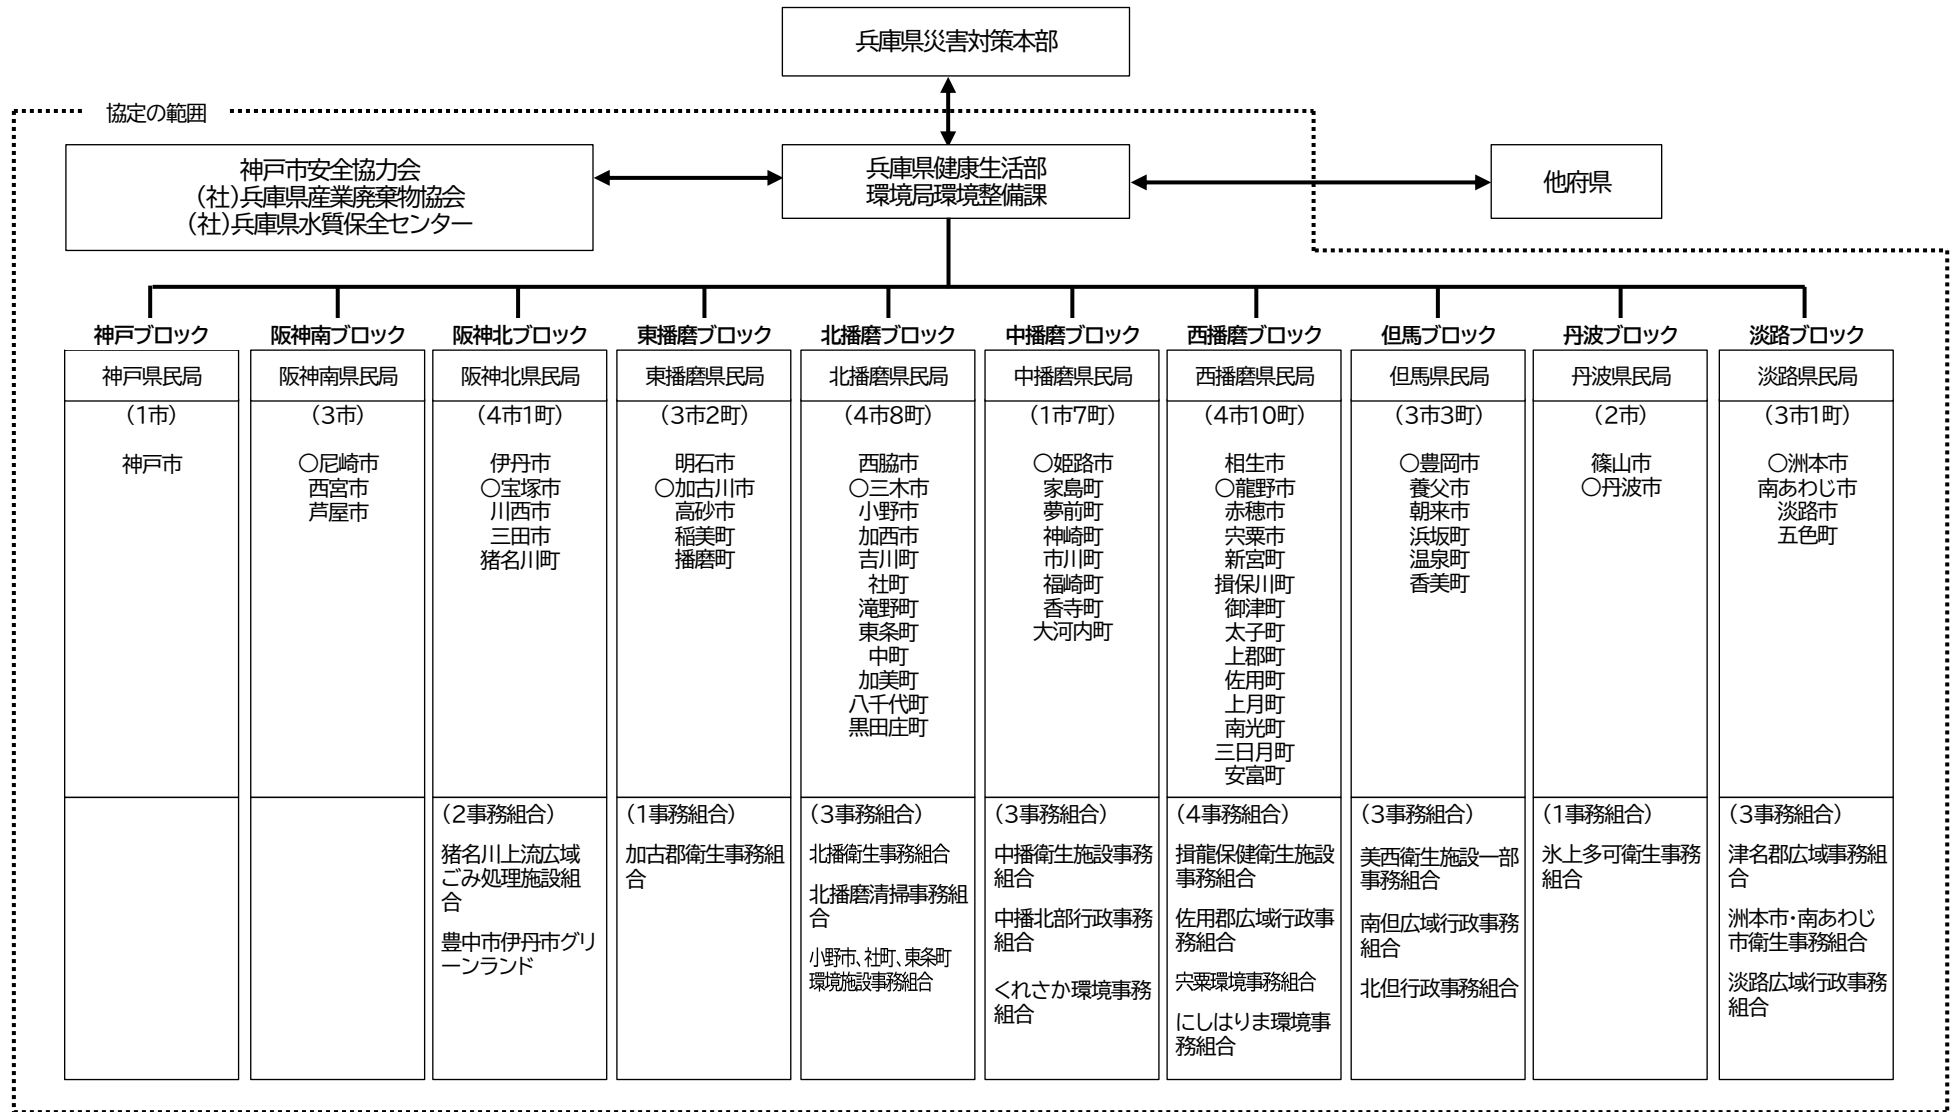 兵庫県災害対策本部
協定の範囲
神戸市安全協力会
(社)兵庫県産業廃棄物協会
(社)兵庫県水質保全センター
兵庫県健康生活部
環境局環境整備課
他府県
神戸ブロック
神戸県民局
(1市)
神戸市
阪神南ブロック
阪神南県民局
(3市)
○尼崎市
西宮市
芦屋市
阪神北ブロック
阪神北県民局
(4市1町)
伊丹市
○宝塚市
川西市
三田市
猪名川町
(2事務組合)
猪名川上流広域
ごみ処理施設組
合
豊中市伊丹市グリ
ーンランド
東播磨ブロック
東播磨県民局
(3市2町)
明石市
○加古川市
高砂市
稲美町
播磨町
(1事務組合)
加古郡衛生事務組
合
北播磨ブロック
北播磨県民局
(4市8町)
西脇市
○三木市
小野市
加西市
吉川町
社町
滝野町
東条町
中町
加美町
八千代町
黒田庄町
(3事務組合)
北播衛生事務組合
北播磨清掃事務組
合
小野市、社町、東条町
環境施設事務組合
中播磨ブロック
中播磨県民局
(1市7町)
○姫路市
家島町
夢前町
神崎町
市川町
福崎町
香寺町
大河内町
(3事務組合)
中播衛生施設事務
組合
中播北部行政事務
組合
くれさか環境事務
組合
西播磨ブロック
西播磨県民局
(4市10町)
相生市
○龍野市
赤穂市
宍粟市
新宮町
揖保川町
御津町
太子町
上郡町
佐用町
上月町
南光町
三日月町
安富町
(4事務組合)
揖龍保健衛生施設
事務組合
佐用郡広域行政事
務組合
宍粟環境事務組合
にしはりま環境事
務組合
但馬ブロック
但馬県民局
(3市3町)
○豊岡市
養父市
朝来市
浜坂町
温泉町
香美町
(3事務組合)
美西衛生施設一部
事務組合
南但広域行政事務
組合
北但行政事務組合
丹波ブロック
丹波県民局
(2市)
篠山市
○丹波市
(1事務組合)
氷上多可衛生事務
組合
淡路ブロック
淡路県民局
(3市1町)
○洲本市
南あわじ市
淡路市
五色町
(3事務組合)
津名郡広域事務組
合
洲本市・南あわじ
市衛生事務組合
淡路広域行政事務
組合